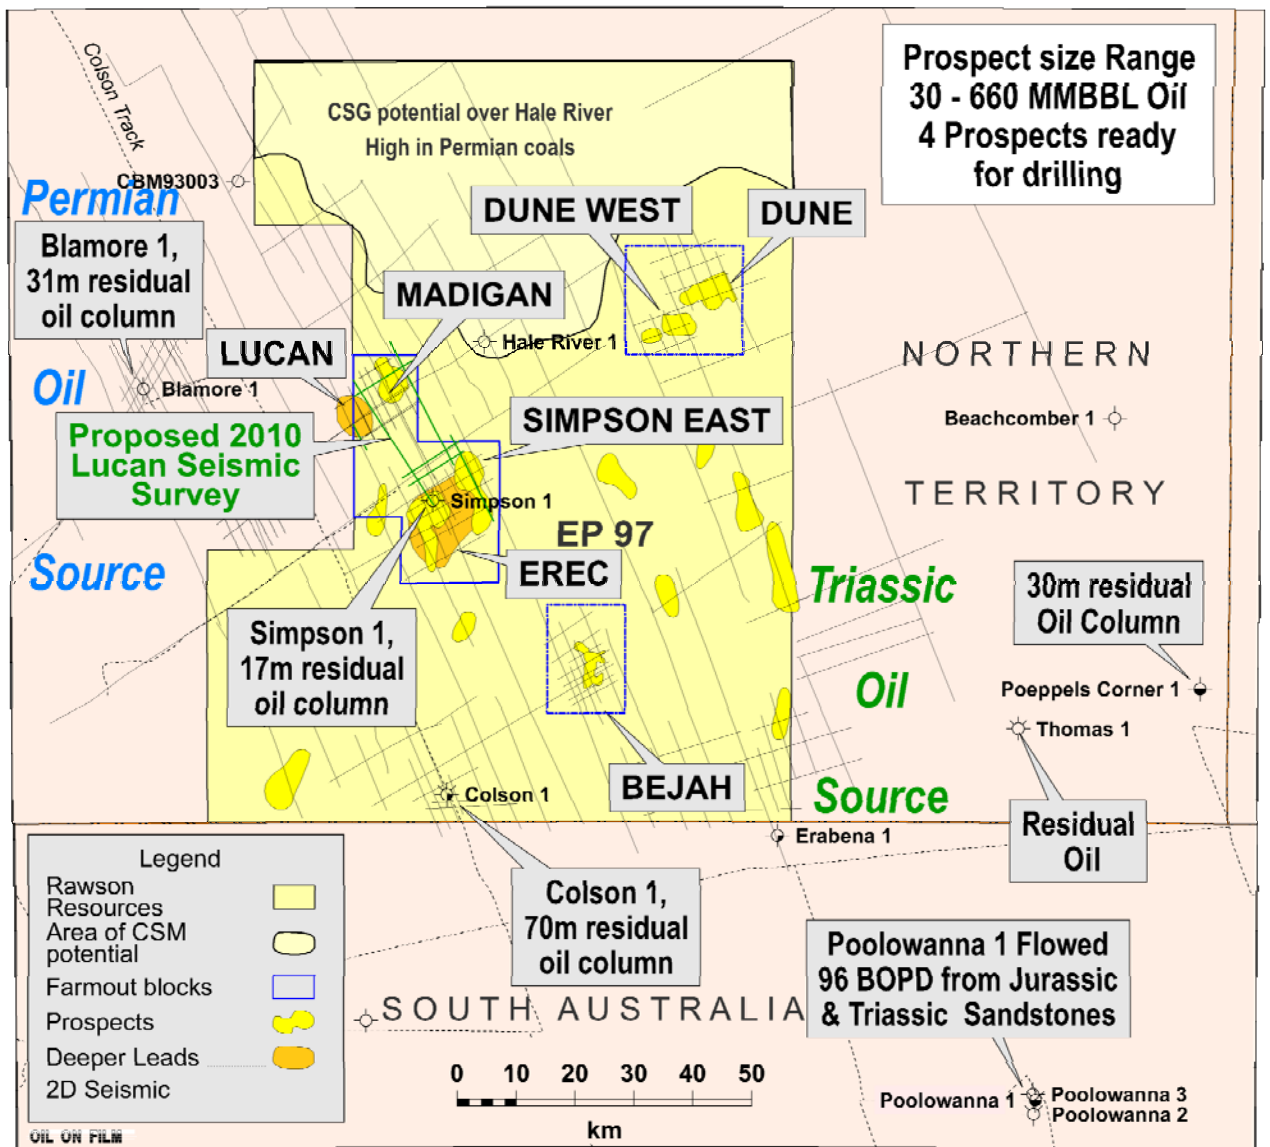 Prospect size Range
30 - 660 MMBBL Oil
4 Prospects ready
for drilling
Colson Track
CSG potential over Hale River
High in Permian coals
CBM93003
Permian
DUNE WEST
DUNE
Blamore 1,
31m residual
oil column
MADIGAN
LUCAN
Hale River 1
NORTHERN
Oil
Blamore 1
Beachcomber 1
Proposed 2010
Lucan Seismic
Survey
SIMPSON EAST
TERRITORY
Simpson 1
EP 97
Source
EREC
Triassic
30m residual
Oil Column
Simpson 1,
17m residual
oil column
Oil
Poeppels Corner 1
Thomas 1
BEJAH
Source
Colson 1
Erabena 1
Residual
Oil
Legend
Rawson
Resources
Area of CSM
potential
Farmout blocks
Prospects
Deeper Leads
2D Seismic
Colson 1,
70m residual
oil column
Poolowanna 1 Flowed
96 BOPD from Jurassic
& Triassic Sandstones
SOUTH AUSTRALIA
0 10 20 30 40 50
km
Poolowanna 1
Poolowanna 3
Poolowanna 2
OIL ON FILM